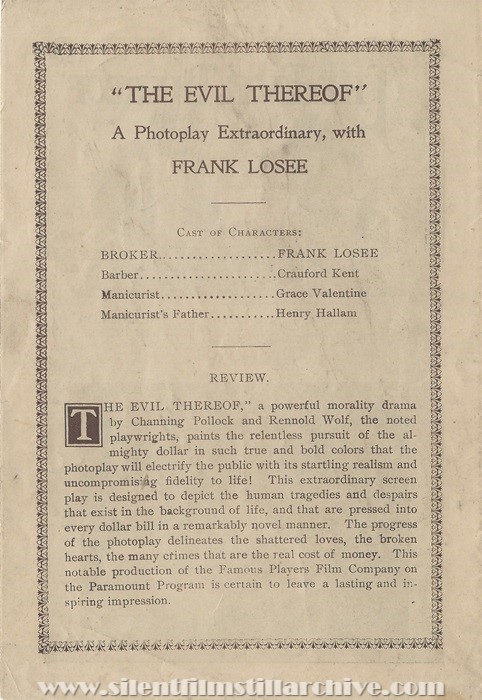 "THE EVIL THEREOF"
A Photoplay Extraordinary, with
FRANK LOSEE
CAST OF CHARACTERS:
BROKER...................FRANK LOSEE
Barber......................Crauford Kent
Manicurist..................Grace Valentine
Manicurist's Father..........Henry Hallam
REVIEW.
THE EVIL THEREOF," a powerful morality drama
by Channing Pollock and Rennold Wolf, the noted
playwrights, paints the relentless pursuit of the al-
mighty dollar in such true and bold colors that the
photoplay will electrify the public with its startling realism and
uncompromising fidelity to life! This extraordinary screen
play is designed to depict the human tragedies and despairs
that exist in the background of life, and that are pressed into
every dollar bill in a remarkably novel manner. The progress
of the photoplay delineates the shattered loves, the broken
hearts, the many crimes that are the real cost of money. This
notable production of the Famous Players Film Company on
the Paramount Program is certain to leave a lasting and in-
spiring impression.
www.silentfilmstillarchive.com